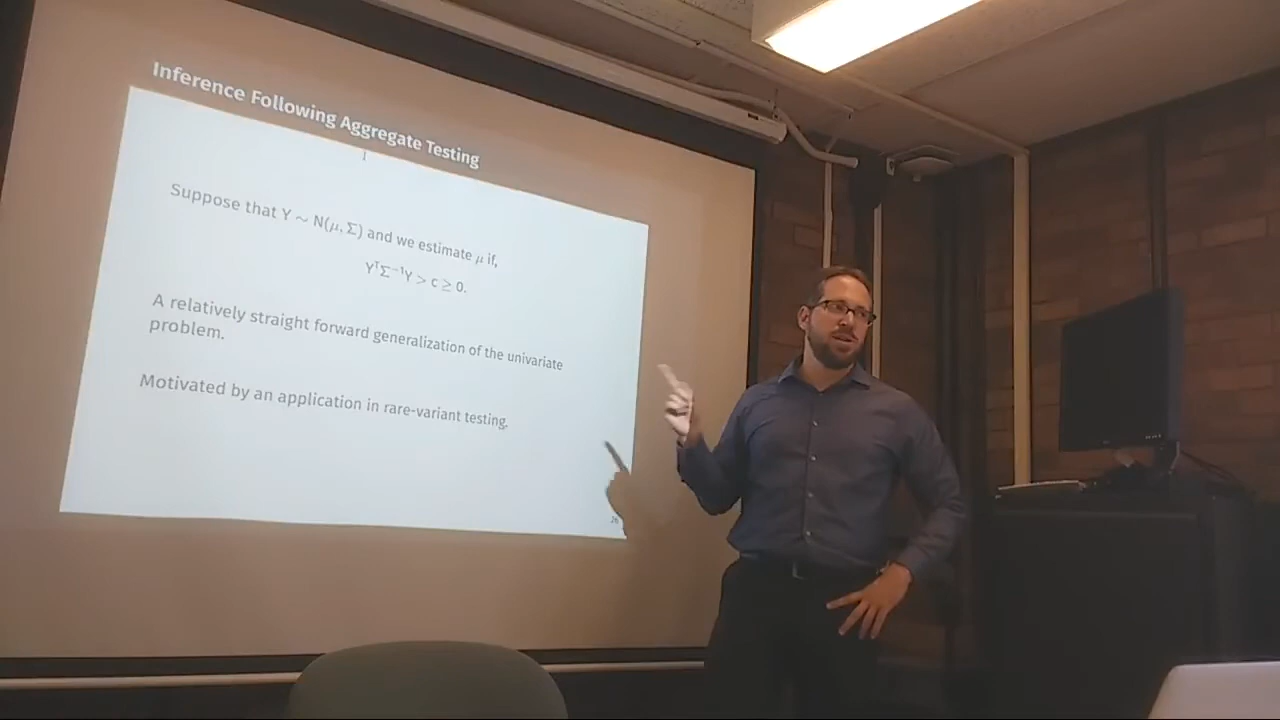 Inference Following Aggregate Testing
Suppose that Y ∼ N(μ, Σ) and we estimate μ if,
YᵀΣ⁻¹Y > c ≥ 0.
A relatively straight forward generalization of the univariate
problem.
Motivated by an application in rare-variant testing.